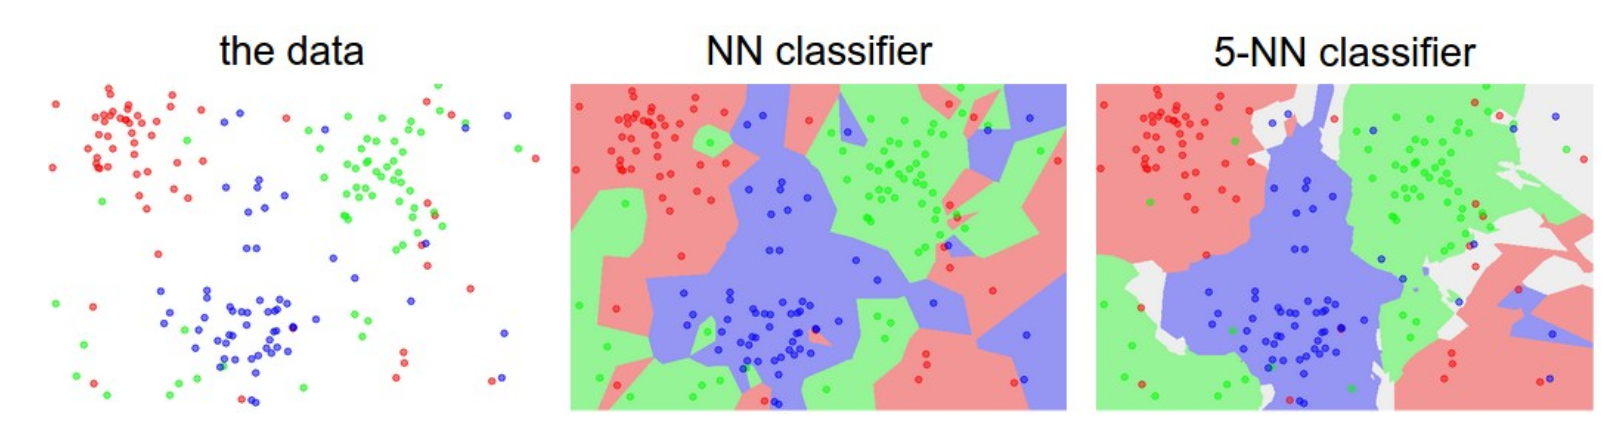 the data
NN classifier
5-NN classifier